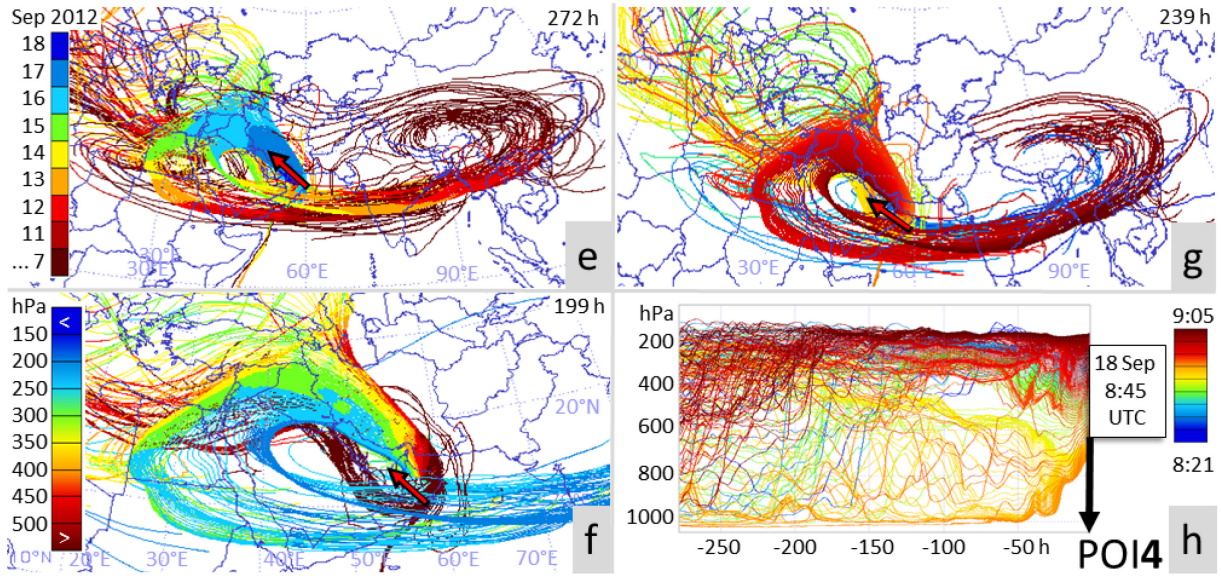 Sep 2012
272 h
18
17
16
15
14
13
12
11
... 7
30°N
30°E
60°E
90°E
e
239 h
30°E
60°E
90°E
g
hPa
<
150
200
250
300
350
400
450
500
>
199 h
20°N
10°N
20°E
30°E
40°E
50°E
60°E
70°E
f
hPa
200
400
600
800
1000
-250
-200
-150
-100
-50 h
18 Sep
8:45
UTC
POI4
9:05
8:21
h